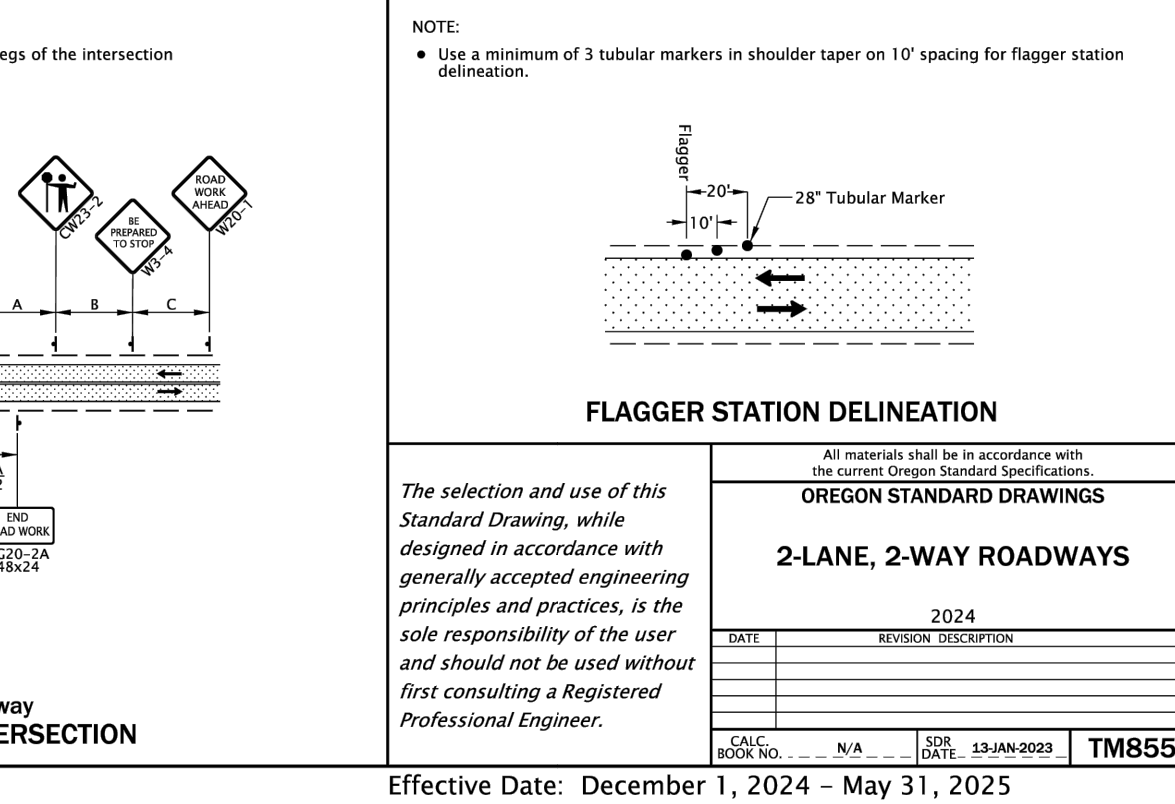 egs of the intersection
CW23-2
BE
PREPARED
TO STOP
W3-4
ROAD
WORK
AHEAD
W20-1
A
B
C
END
AD WORK
G20-2A
48x24
way
ERSECTION
NOTE:
● Use a minimum of 3 tubular markers in shoulder taper on 10' spacing for flagger station
delineation.
Flagger
20'
10'
28" Tubular Marker
FLAGGER STATION DELINEATION
The selection and use of this
Standard Drawing, while
designed in accordance with
generally accepted engineering
principles and practices, is the
sole responsibility of the user
and should not be used without
first consulting a Registered
Professional Engineer.
All materials shall be in accordance with
the current Oregon Standard Specifications.
OREGON STANDARD DRAWINGS
2-LANE, 2-WAY ROADWAYS
2024
DATE REVISION DESCRIPTION
CALC.
BOOK NO. N/A
SDR
DATE 13-JAN-2023
TM855
Effective Date: December 1, 2024 – May 31, 2025